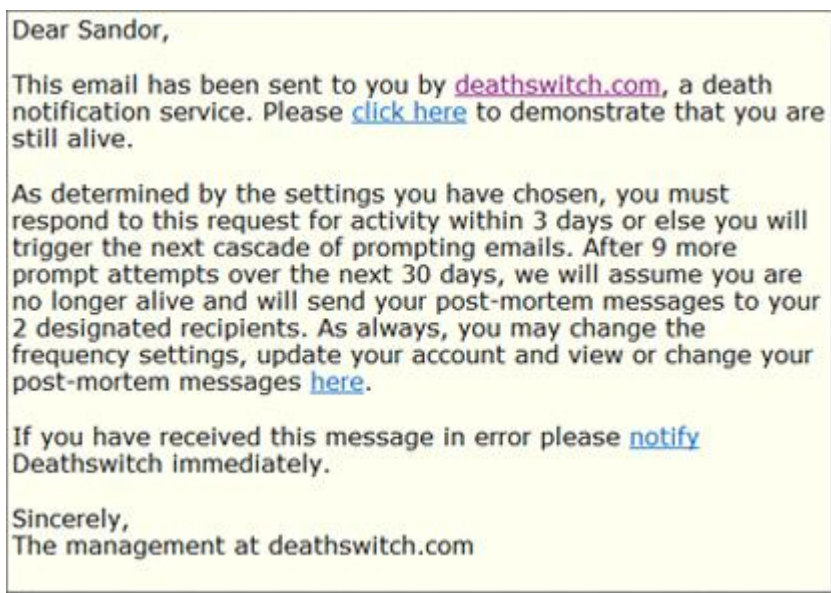 Dear Sandor,
This email has been sent to you by deathswitch.com, a death
notification service. Please click here to demonstrate that you are
still alive.
As determined by the settings you have chosen, you must
respond to this request for activity within 3 days or else you will
trigger the next cascade of prompting emails. After 9 more
prompt attempts over the next 30 days, we will assume you are
no longer alive and will send your post-mortem messages to your
2 designated recipients. As always, you may change the
frequency settings, update your account and view or change your
post-mortem messages here.
If you have received this message in error please notify
Deathswitch immediately.
Sincerely,
The management at deathswitch.com